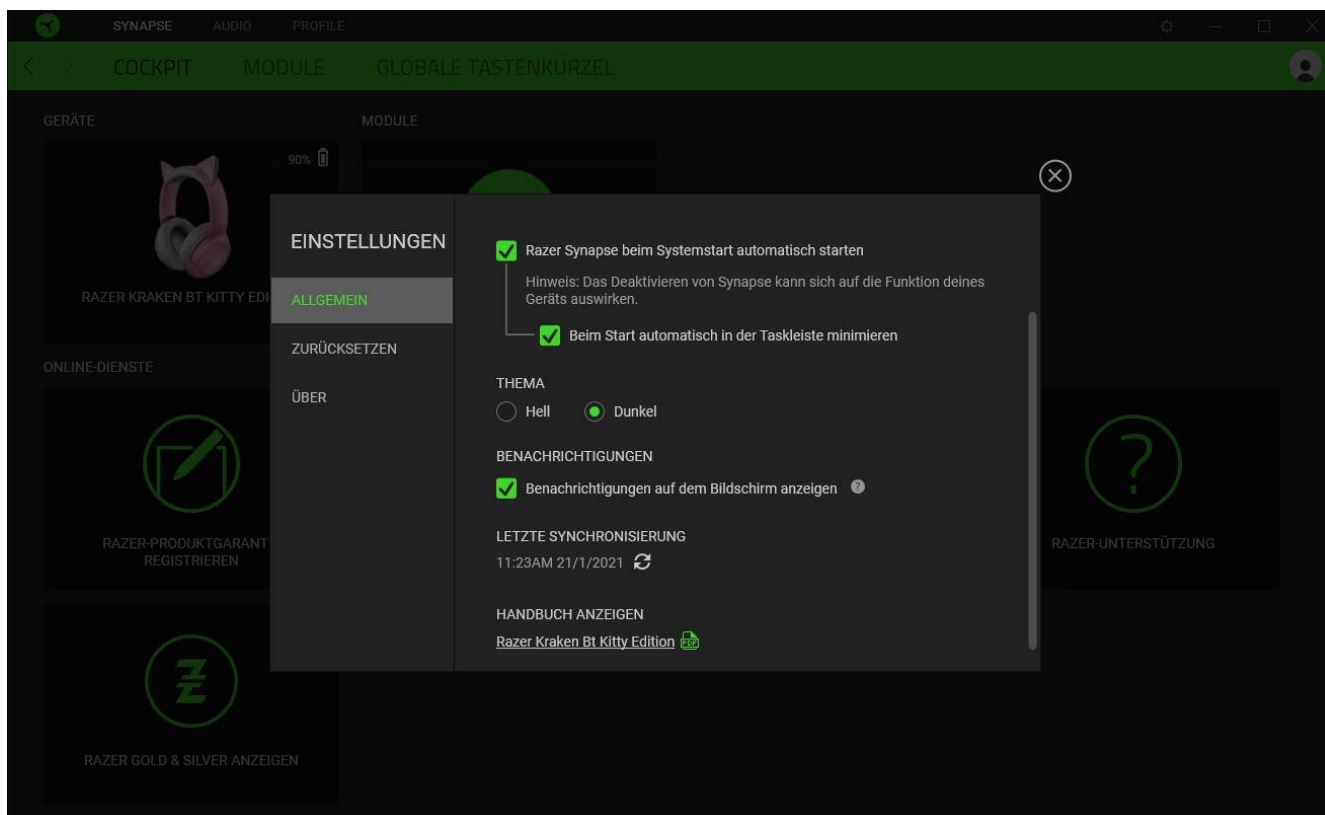 SYNAPSE AUDIO PROFILE
COCKPIT MODULE GLOBALE TASTENKÜRZEL
GERÄTE
MODULE
90%
RAZER KRAKEN BT KITTY EDI
ONLINE-DIENSTE
RAZER-PRODUKTGARANT
REGISTRIEREN
RAZER GOLD & SILVER ANZEIGEN
EINSTELLUNGEN
ALLGEMEIN
ZURÜCKSETZEN
ÜBER
Razer Synapse beim Systemstart automatisch starten
Hinweis: Das Deaktivieren von Synapse kann sich auf die Funktion deines
Geräts auswirken.
Beim Start automatisch in der Taskleiste minimieren
THEMA
Hell Dunkel
BENACHRICHTIGUNGEN
Benachrichtigungen auf dem Bildschirm anzeigen ?
LETZTE SYNCHRONISIERUNG
11:23AM 21/1/2021
HANDBUCH ANZEIGEN
Razer Kraken Bt Kitty Edition PDF
RAZER-UNTERSTÜTZUNG